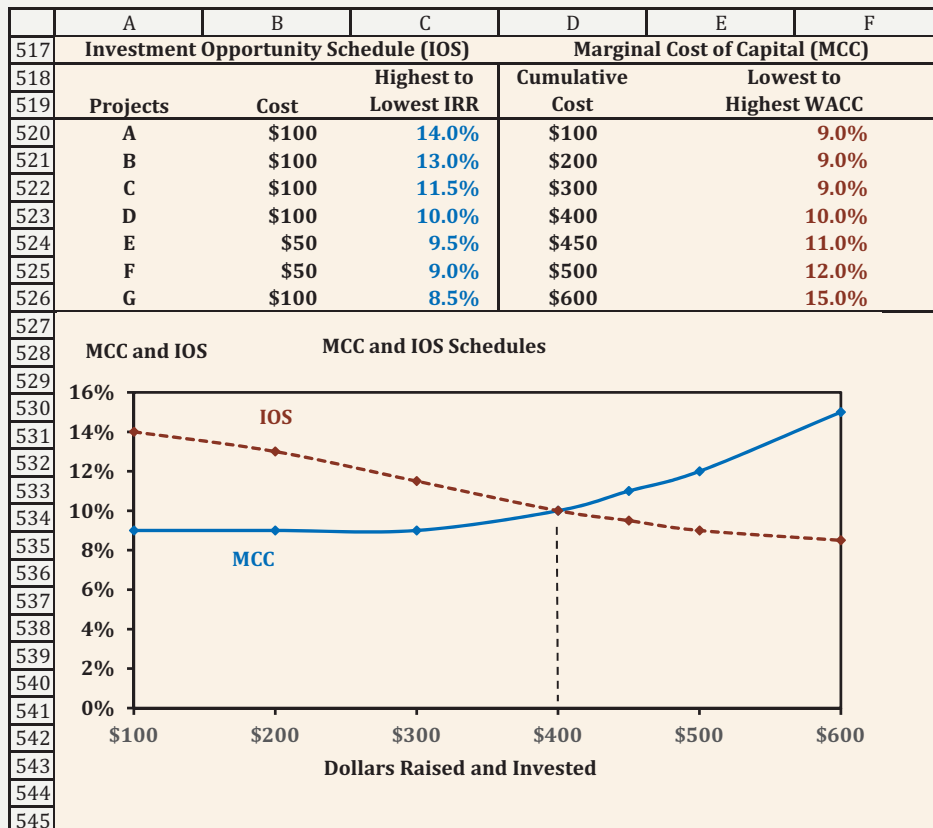 A B C D E F
517 Investment Opportunity Schedule (IOS) Marginal Cost of Capital (MCC)
518 Highest to Cumulative Lowest to
519 Projects Cost Lowest IRR Cost Highest WACC
520 A $100 14.0% $100 9.0%
521 B $100 13.0% $200 9.0%
522 C $100 11.5% $300 9.0%
523 D $100 10.0% $400 10.0%
524 E $50 9.5% $450 11.0%
525 F $50 9.0% $500 12.0%
526 G $100 8.5% $600 15.0%
527
528 MCC and IOS MCC and IOS Schedules
529
530 16%
531 14% IOS
532 12%
533
534 10%
535 8%
536 MCC
537 6%
538 4%
539 2%
540
541 0%
542 $100 $200 $300 $400 $500 $600
543 Dollars Raised and Invested
544
545